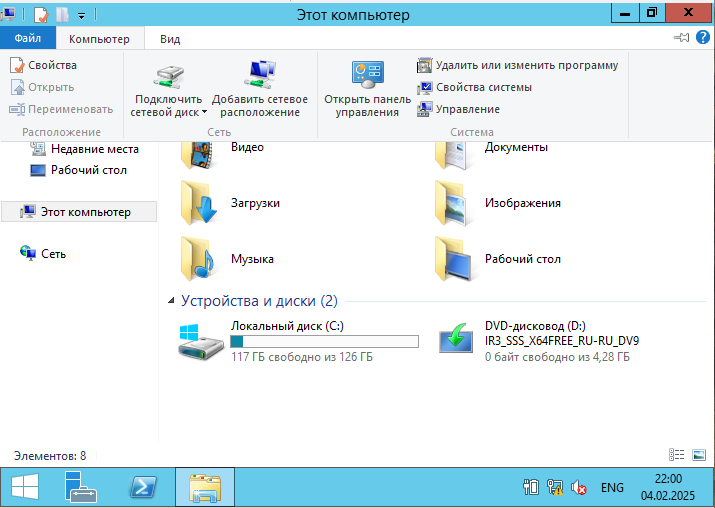 Этот компьютер
Файл
Компьютер
Вид
Свойства
Открыть
Переименовать
Расположение
Подключить
сетевой диск
Добавить сетевое
расположение
Сеть
Открыть панель
управления
Удалить или изменить программу
Свойства системы
Управление
Система
Недавние места
Рабочий стол
Этот компьютер
Сеть
Видео
Документы
Загрузки
Изображения
Музыка
Рабочий стол
Устройства и диски (2)
Локальный диск (C:)
117 ГБ свободно из 126 ГБ
DVD-дисковод (D:)
IR3_SSS_X64FREE_RU-RU_DV9
0 байт свободно из 4,28 ГБ
Элементов: 8
ENG
22:00
04.02.2025